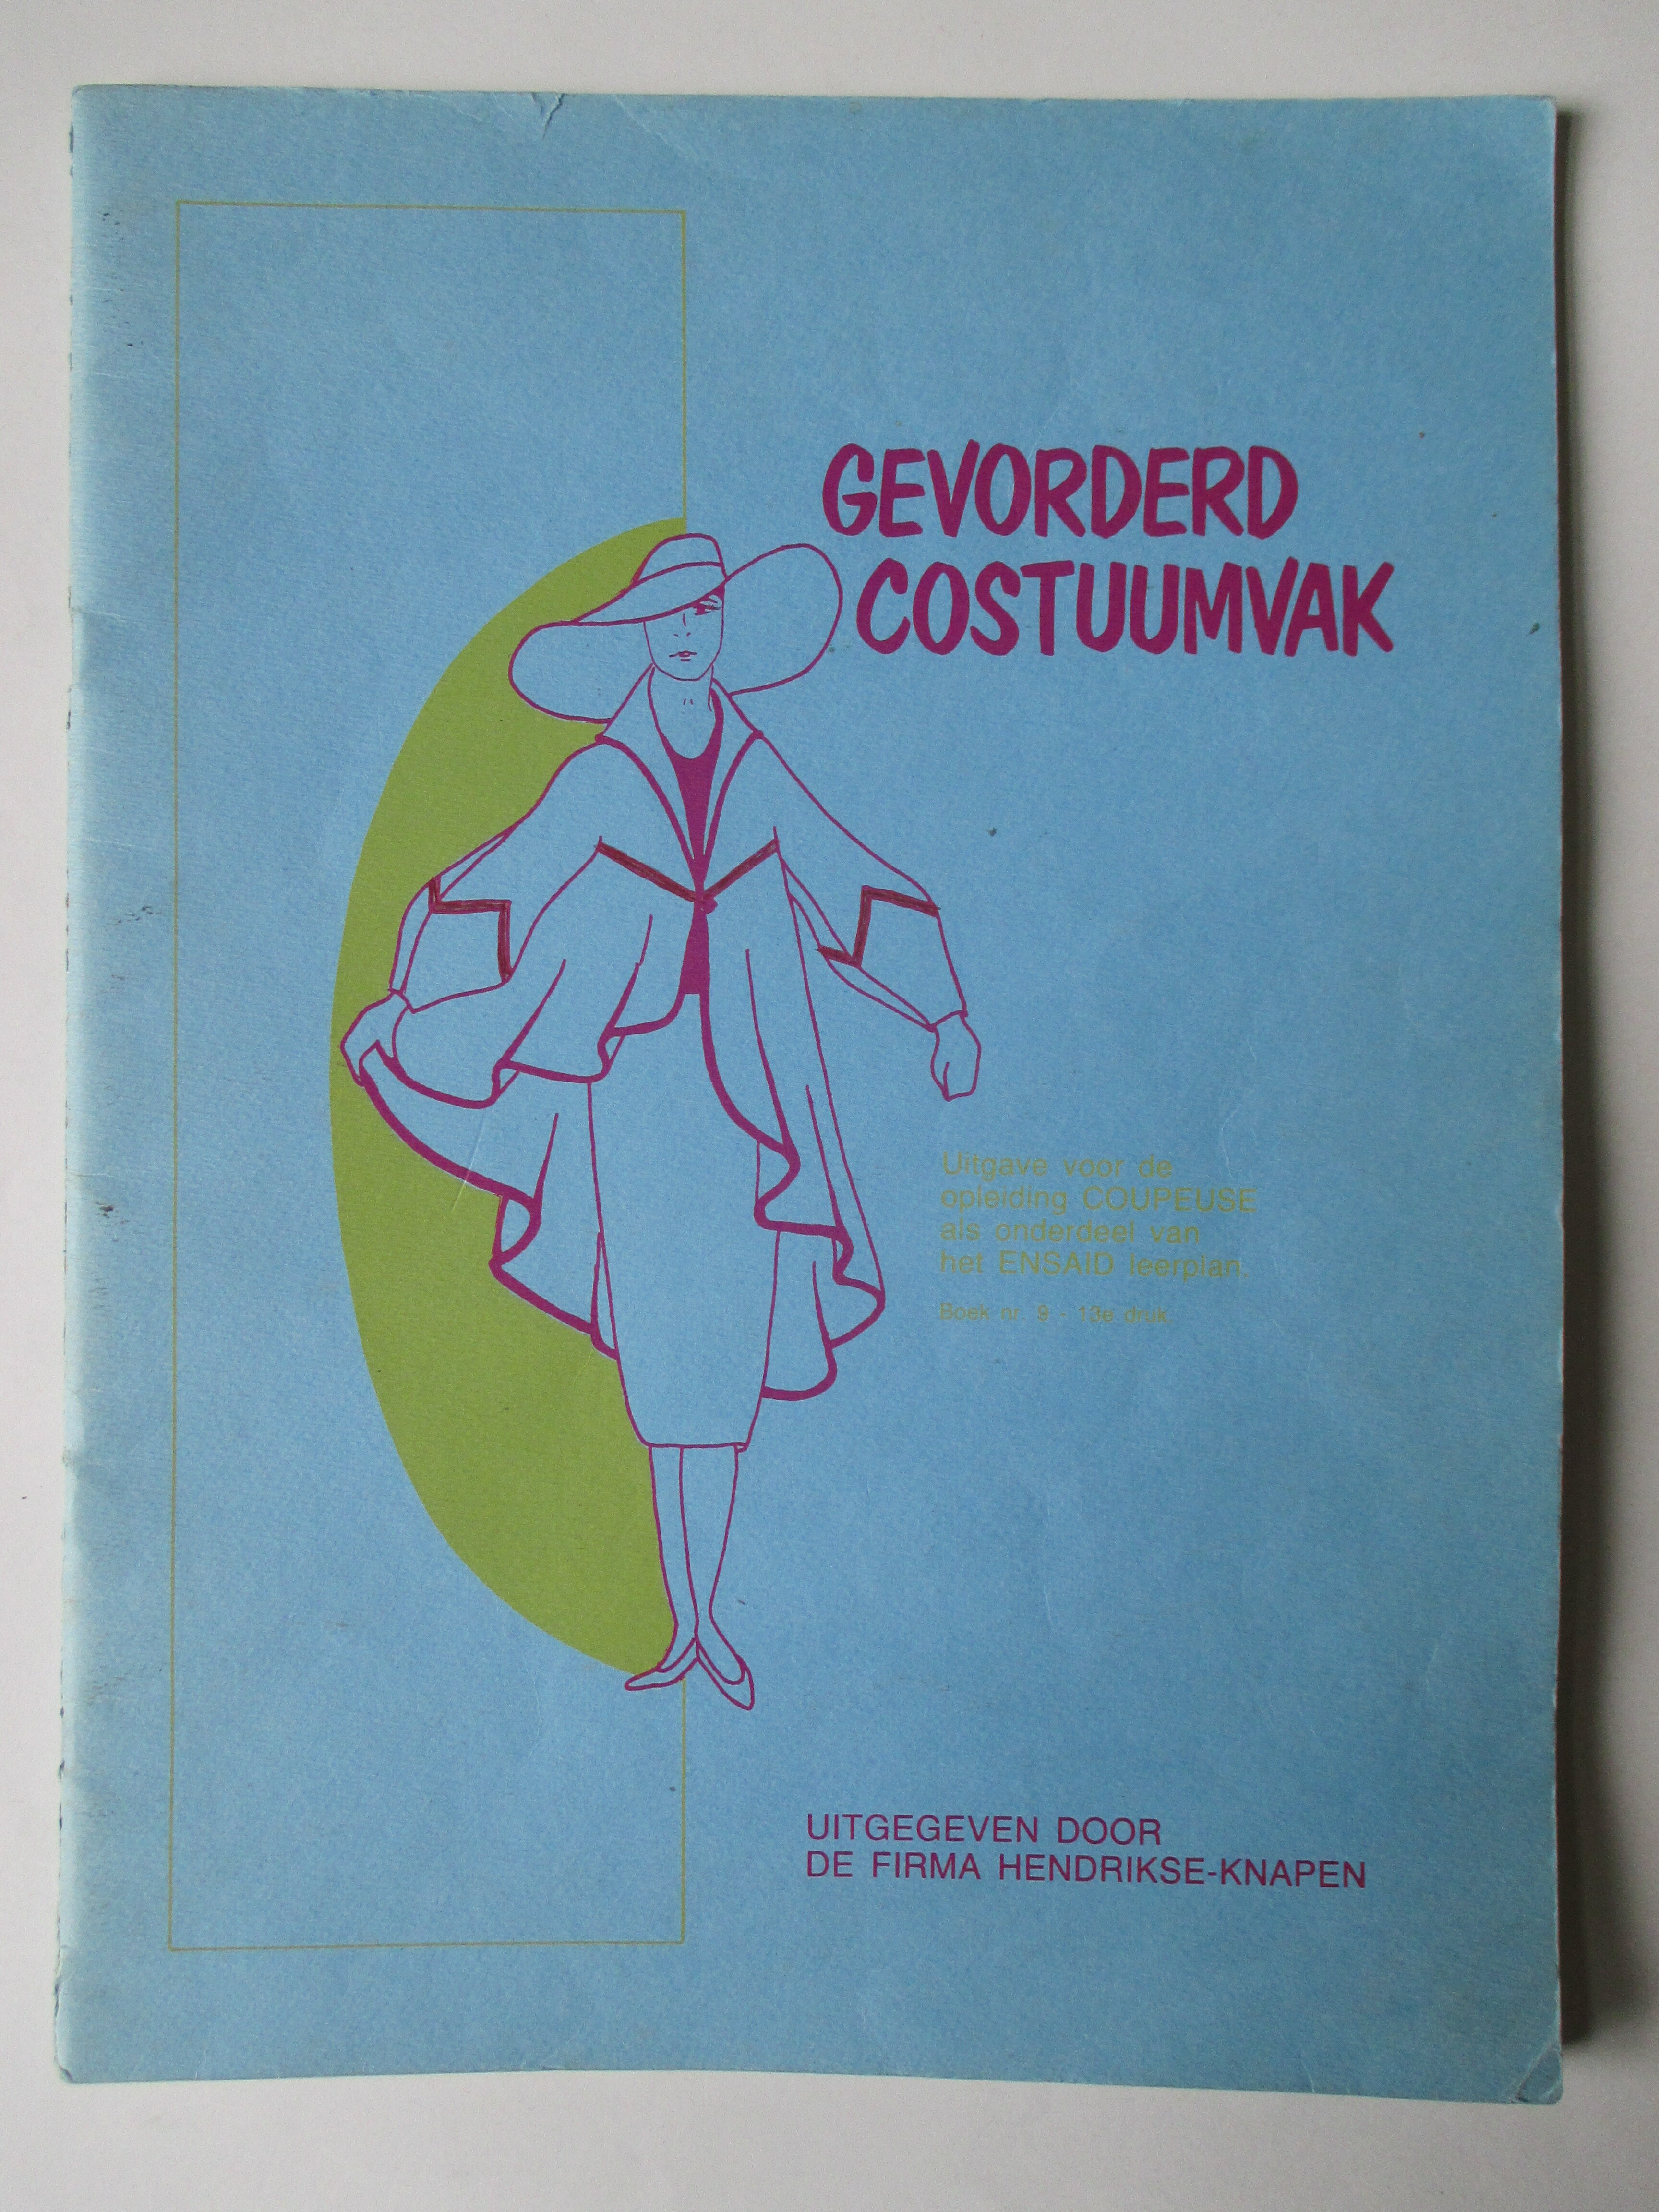 GEVORDERD
COSTUUMVAK
Uitgave voor de
opleiding COUPEUSE
als onderdeel van
het ENSAID leerplan.
Boek nr. 9 - 13e druk.
UITGEGEVEN DOOR
DE FIRMA HENDRIKSE-KNAPEN